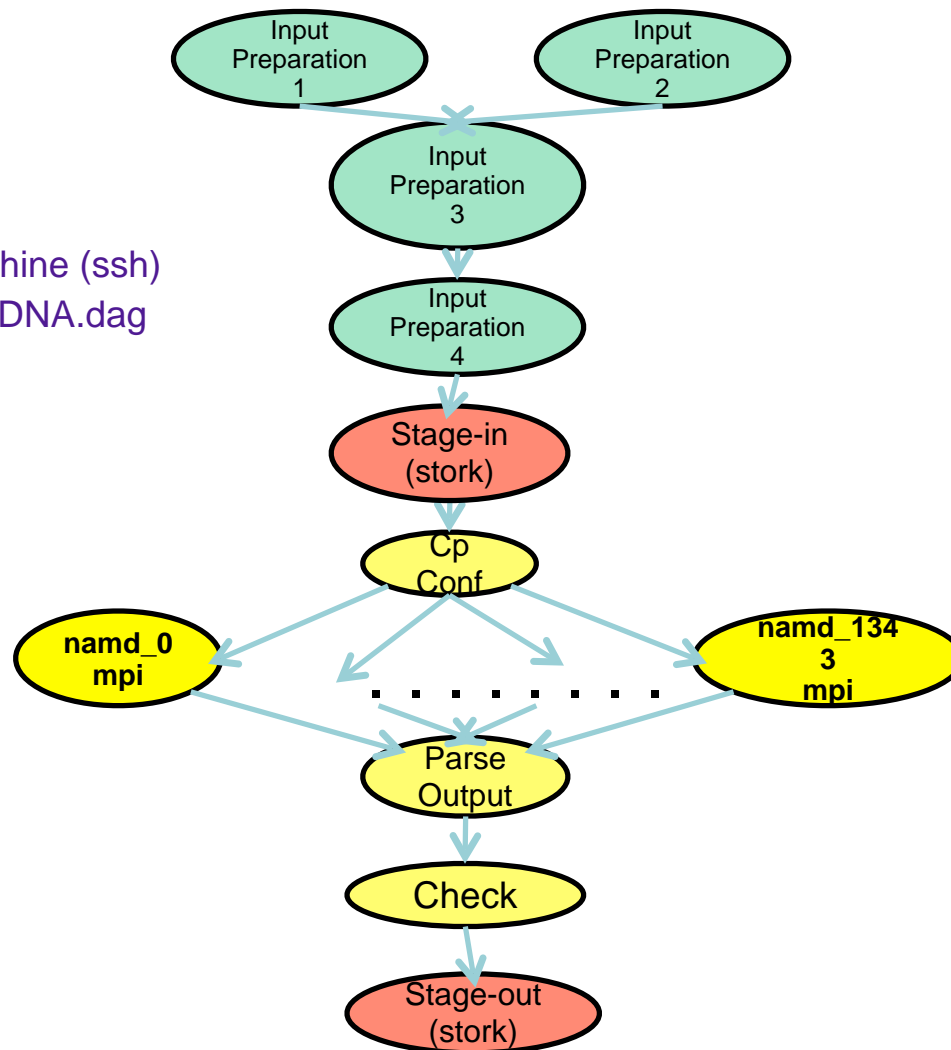 Input
Preparation
1
Input
Preparation
2
Input
Preparation
3
hine (ssh)
DNA.dag
Input
Preparation
4
Stage-in
(stork)
Cp
Conf
namd_0
mpi
namd_134
3
mpi
. . . . . . . .
Parse
Output
Check
Stage-out
(stork)